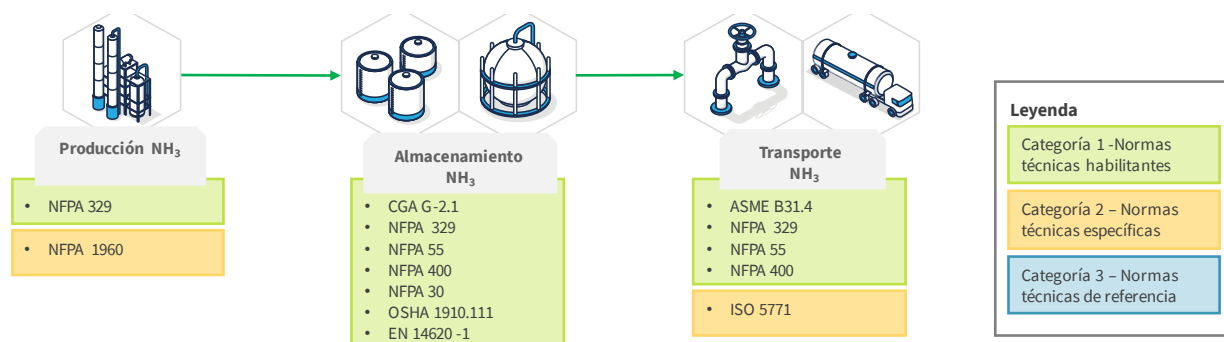 Producción NH₃
• NFPA 329
• NFPA 1960
Almacenamiento
NH₃
• CGA G-2.1
• NFPA 329
• NFPA 55
• NFPA 400
• NFPA 30
• OSHA 1910.111
• EN 14620 -1
Transporte
NH₃
• ASME B31.4
• NFPA 329
• NFPA 55
• NFPA 400
• ISO 5771
Leyenda
Categoría 1 -Normas
técnicas habilitantes
Categoría 2 – Normas
técnicas específicas
Categoría 3 – Normas
técnicas de referencia